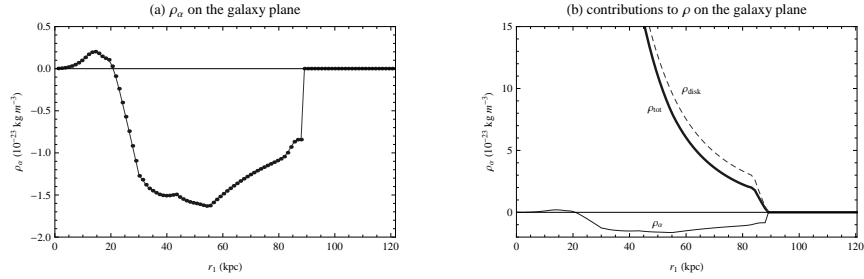 (a) ρα on the galaxy plane
0.5
0.0
−0.5
−1.0
−1.5
−2.0
ρα (10⁻²³ kg m⁻³)
0 20 40 60 80 100 120
r₁ (kpc)
(b) contributions to ρ on the galaxy plane
15
10
5
0
ρα (10⁻²³ kg m⁻³)
ρdisk
ρtot
ρα
0 20 40 60 80 100 120
r₁ (kpc)